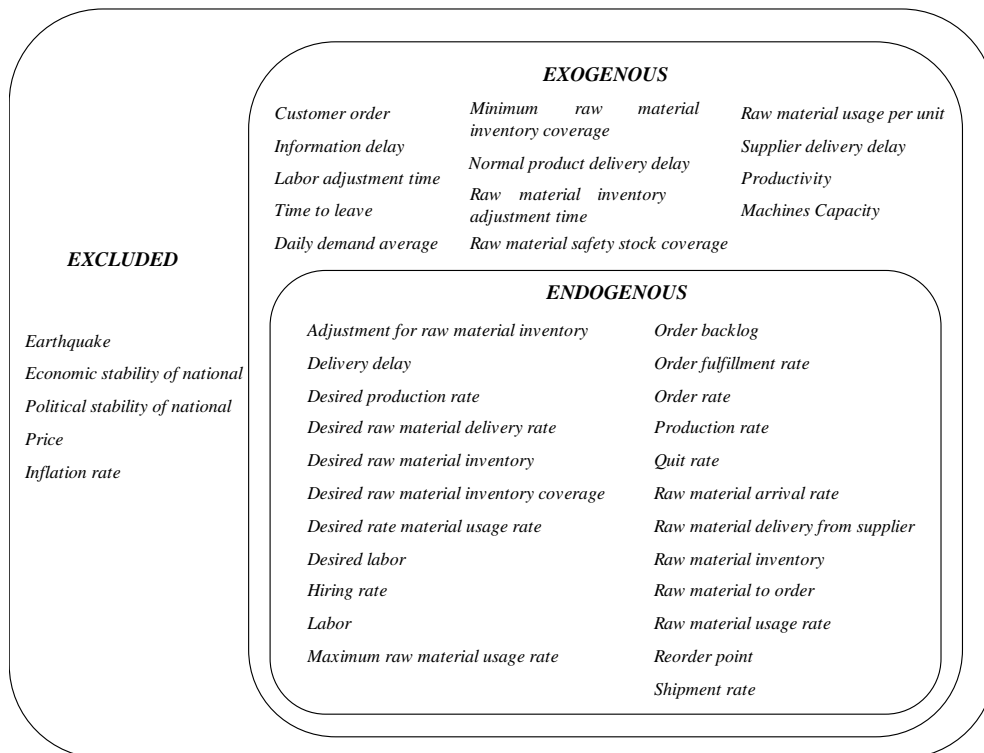 EXOGENOUS
Customer order
Information delay
Labor adjustment time
Time to leave
Daily demand average
Minimum raw material
inventory coverage
Normal product delivery delay
Raw material inventory
adjustment time
Raw material safety stock coverage
Raw material usage per unit
Supplier delivery delay
Productivity
Machines Capacity
EXCLUDED
Earthquake
Economic stability of national
Political stability of national
Price
Inflation rate
ENDOGENOUS
Adjustment for raw material inventory
Delivery delay
Desired production rate
Desired raw material delivery rate
Desired raw material inventory
Desired raw material inventory coverage
Desired rate material usage rate
Desired labor
Hiring rate
Labor
Maximum raw material usage rate
Order backlog
Order fulfillment rate
Order rate
Production rate
Quit rate
Raw material arrival rate
Raw material delivery from supplier
Raw material inventory
Raw material to order
Raw material usage rate
Reorder point
Shipment rate